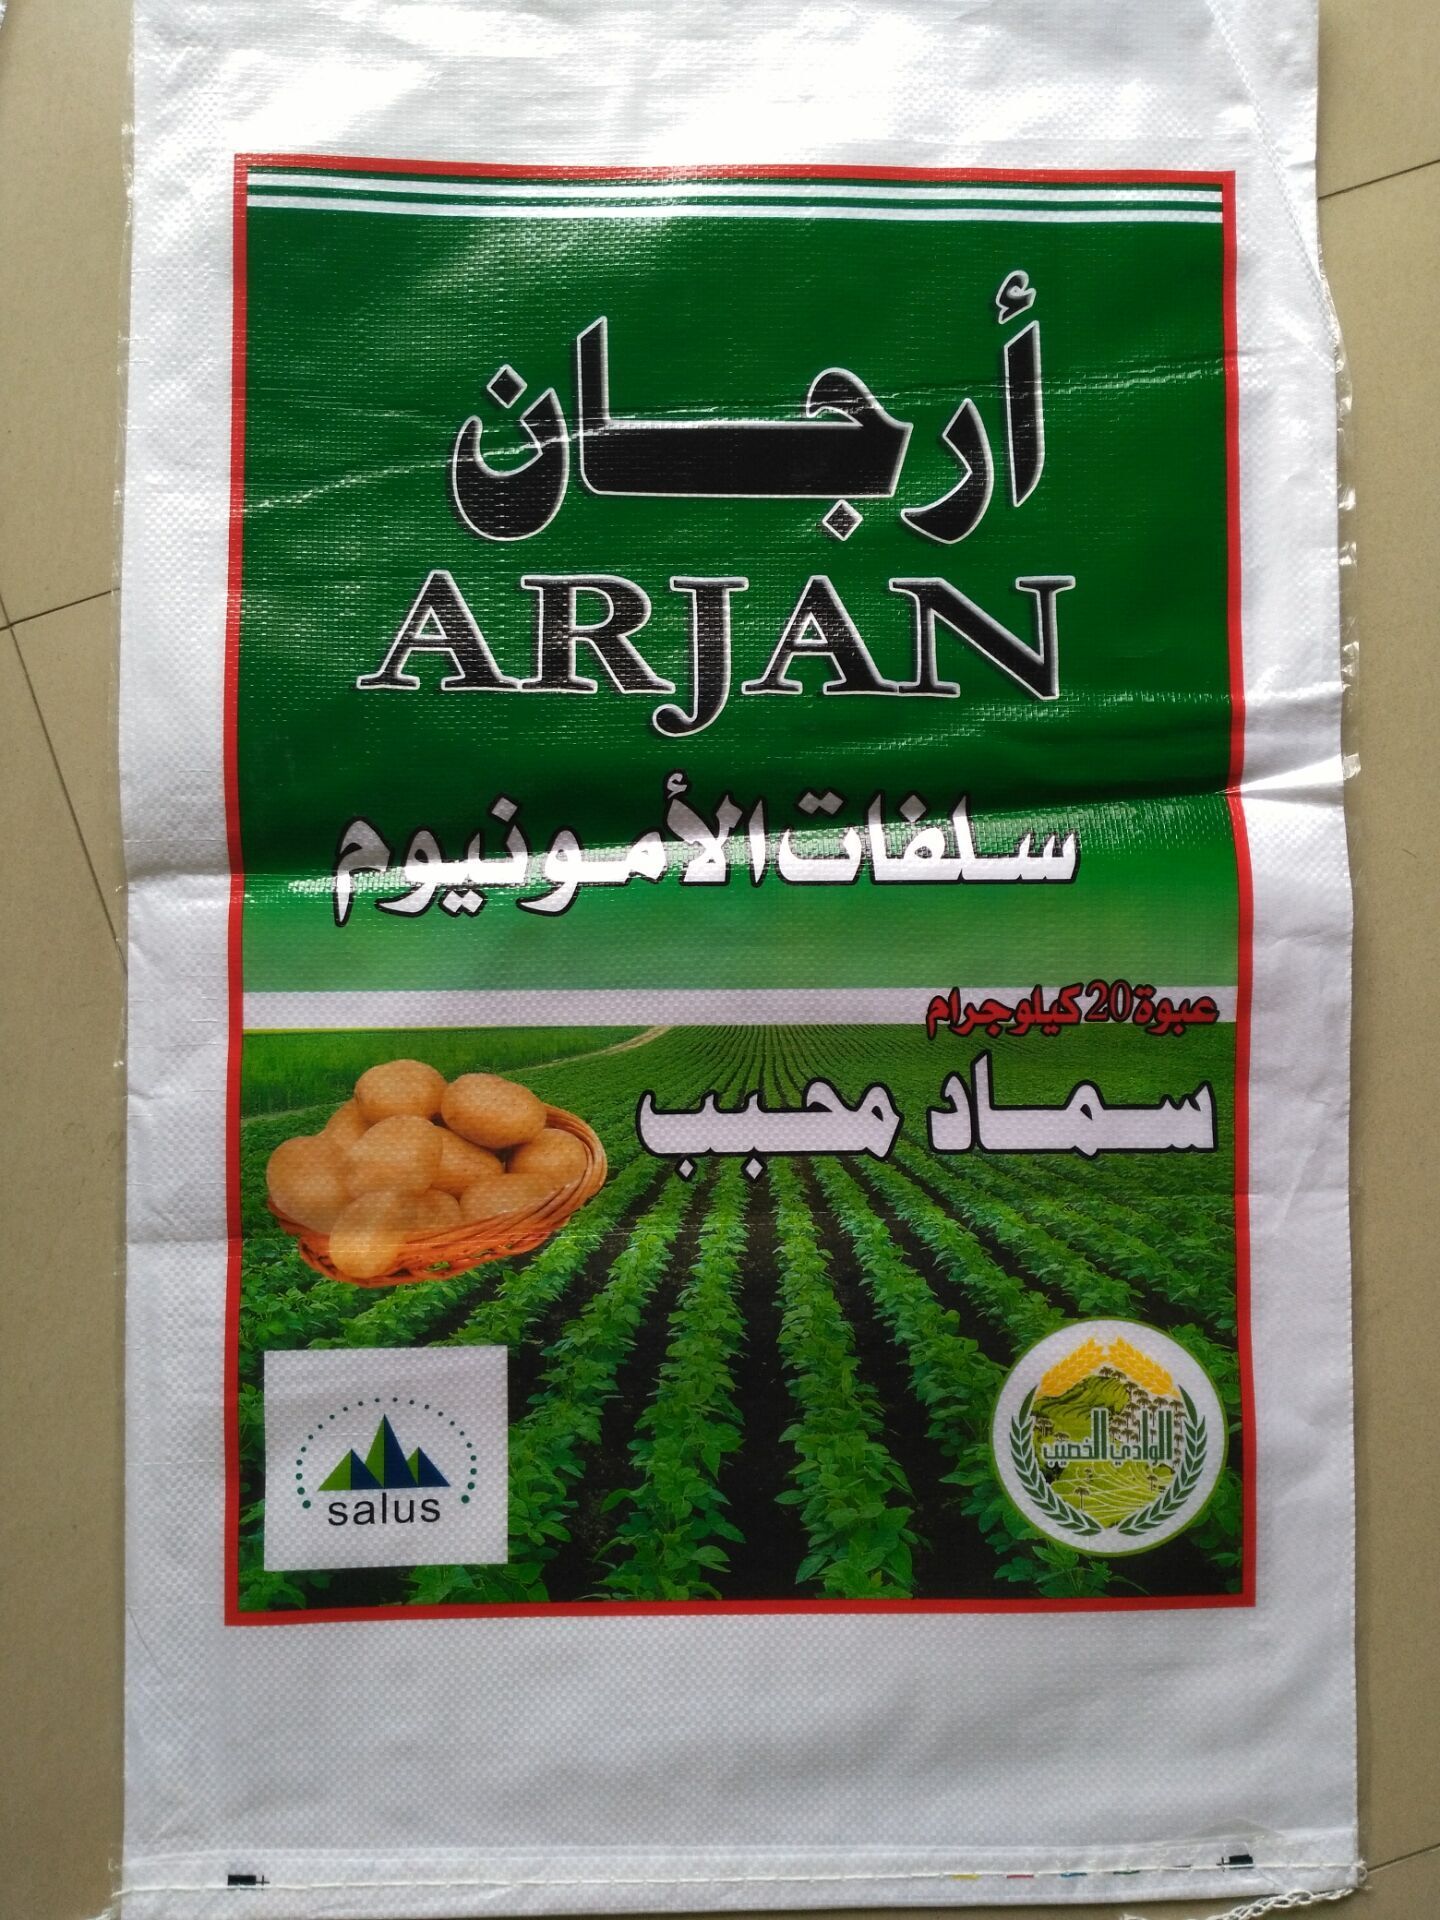 أرجان
ARJAN
سلفات الأمونيوم
عبوة 20 كيلوجرام
سماد محبب
salus
الوادي الخصيب